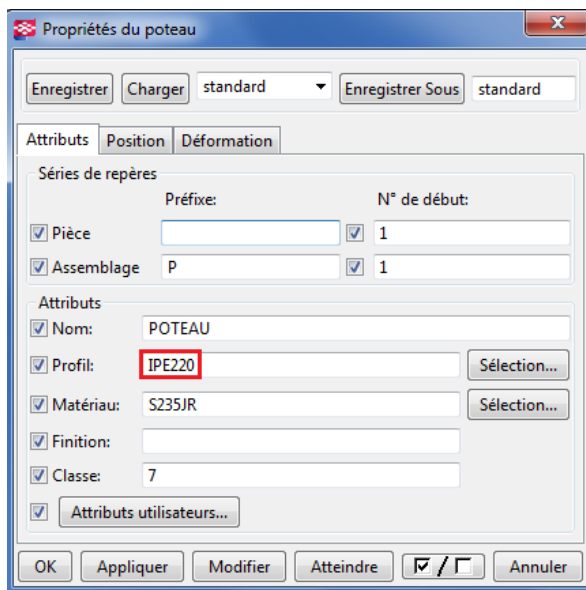 Propriétés du poteau
Enregistrer Charger standard Enregistrer Sous standard
Attributs Position Déformation
Séries de repères
Préfixe: N° de début:
Pièce 1
Assemblage P 1
Attributs
Nom: POTEAU
Profil: IPE220 Sélection...
Matériau: S235JR Sélection...
Finition:
Classe: 7
Attributs utilisateurs...
OK Appliquer Modifier Atteindre / Annuler